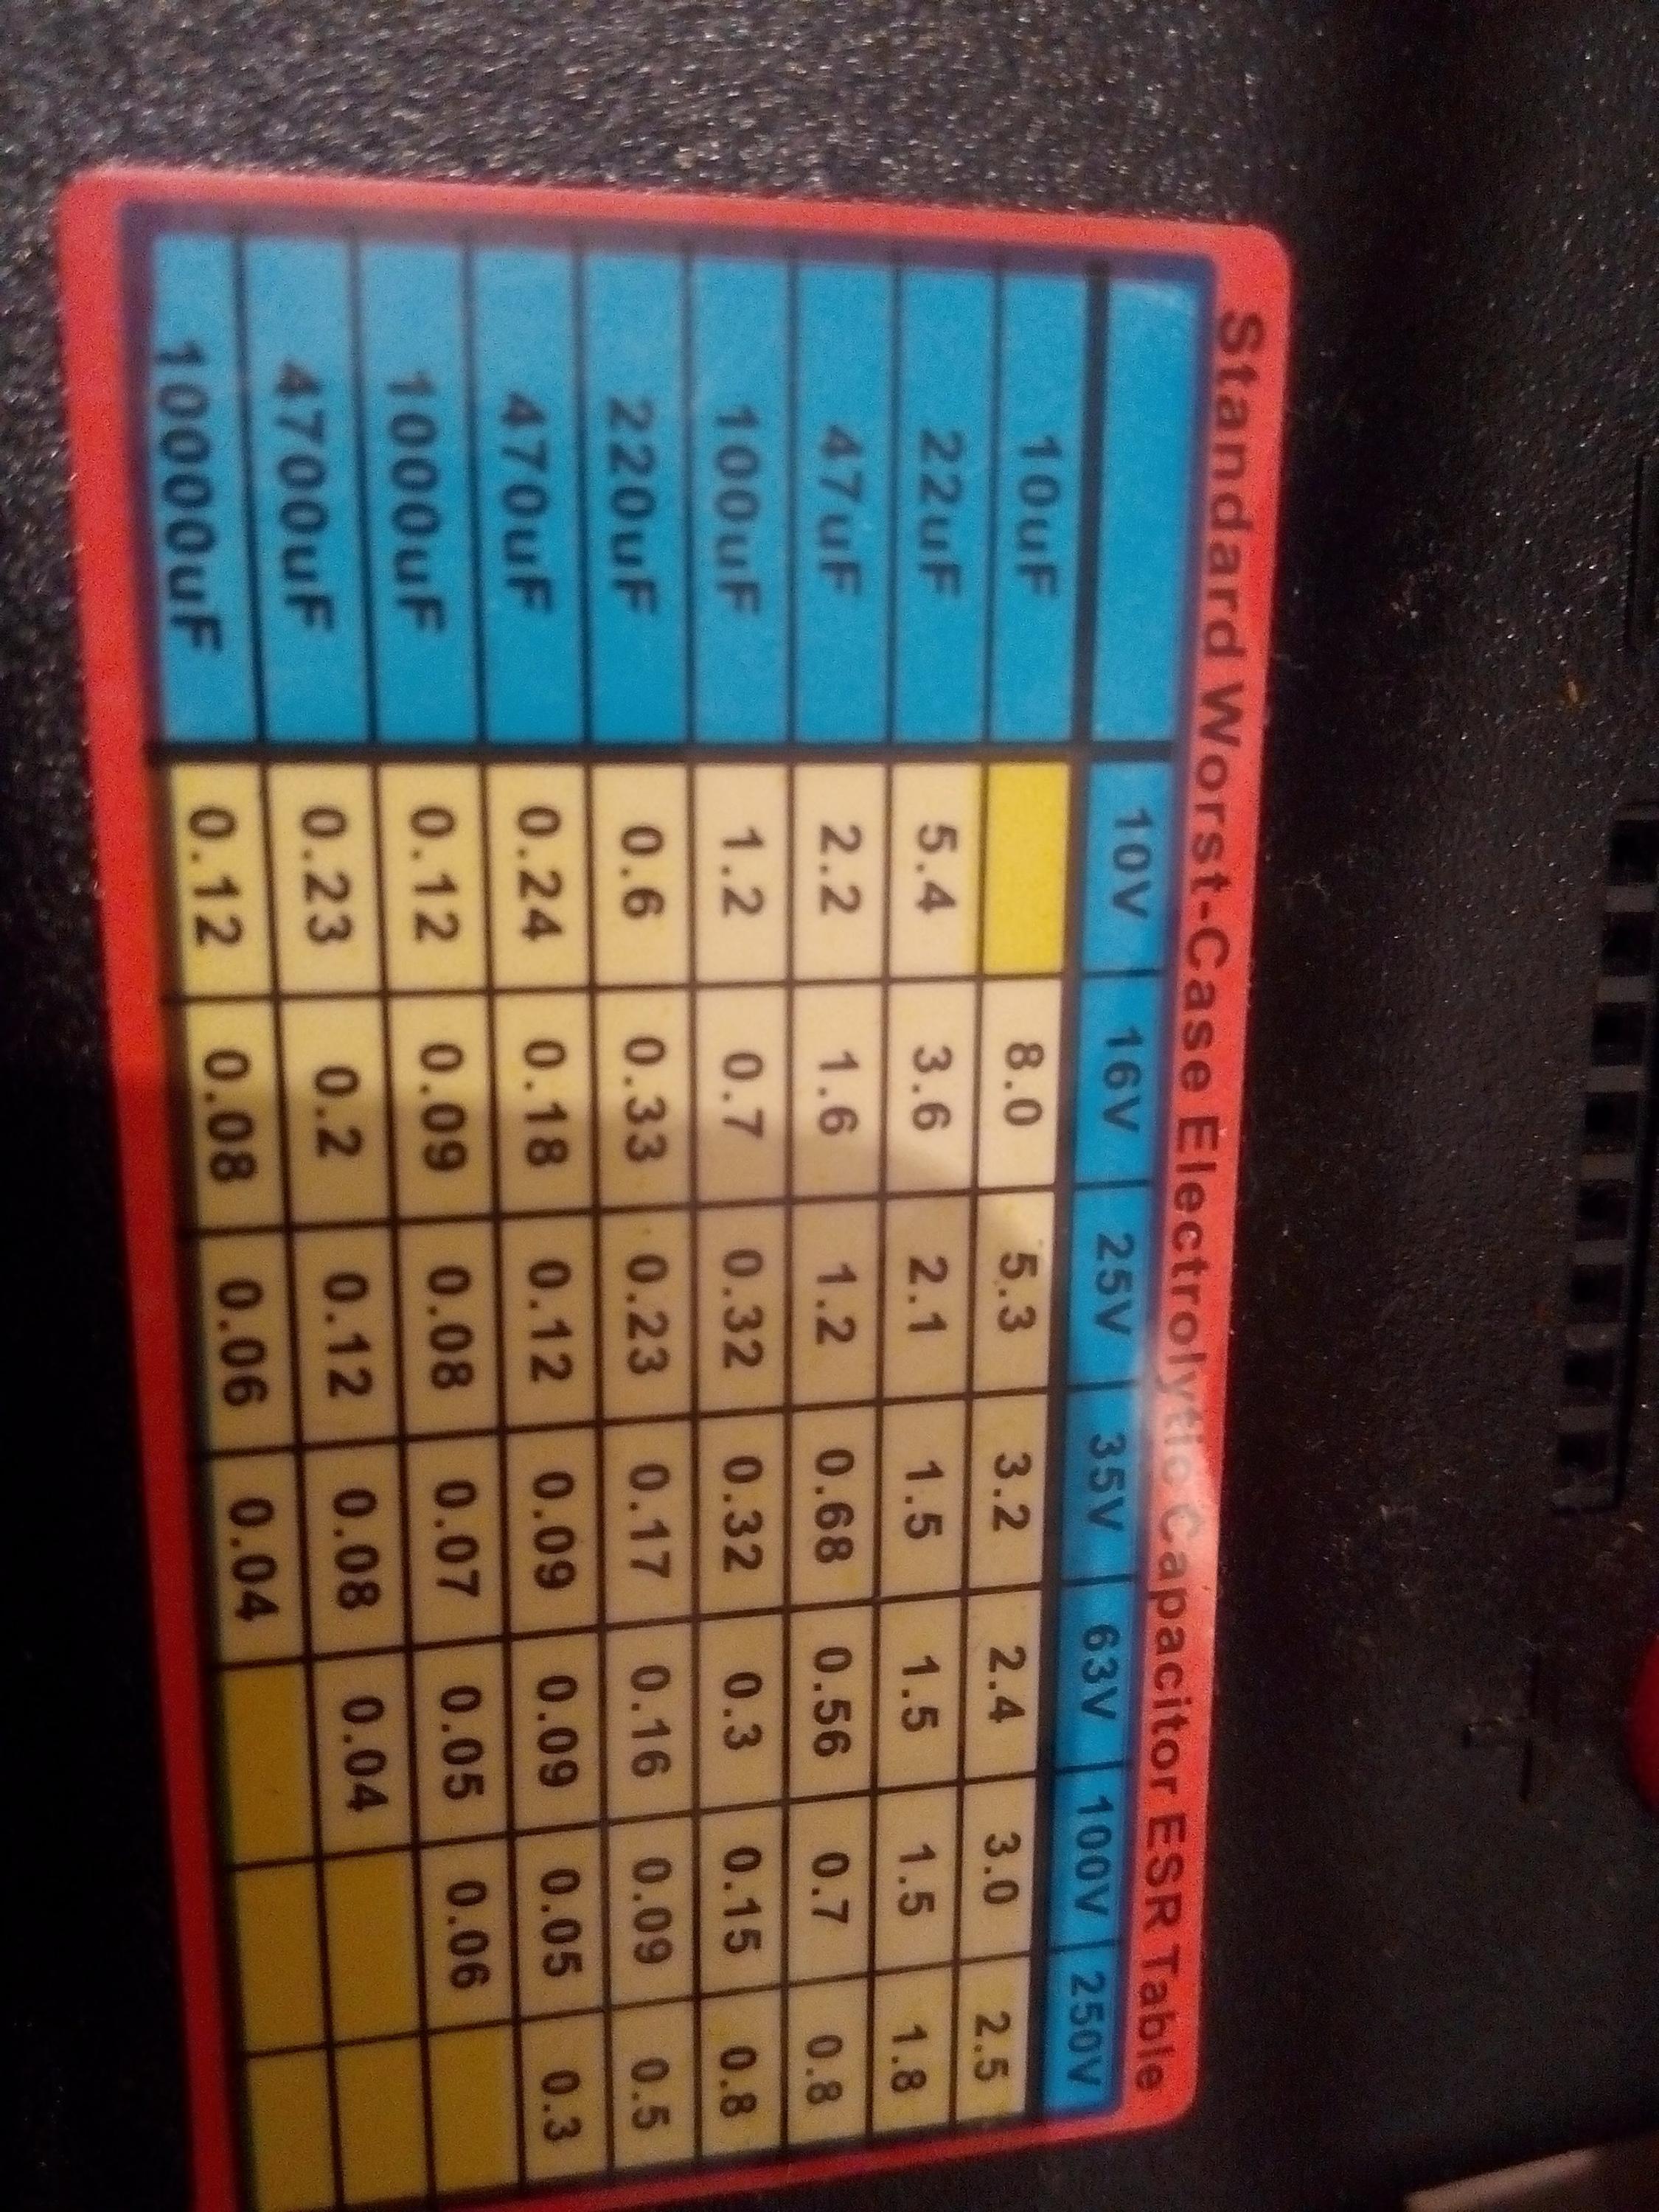 Standard Worst-Case Electrolytic Capacitor ESR Table
10V 16V 25V 35V 63V 100V 250V
10uF 8.0 5.3 3.2 2.4 3.0 2.5
22uF 5.4 3.6 2.1 1.5 1.5 1.5 1.8
47uF 2.2 1.6 1.2 0.68 0.56 0.7 0.8
100uF 1.2 0.7 0.32 0.32 0.3 0.15 0.8
220uF 0.6 0.33 0.23 0.17 0.16 0.09 0.5
470uF 0.24 0.18 0.12 0.09 0.09 0.05 0.3
1000uF 0.12 0.09 0.08 0.07 0.05 0.06
4700uF 0.23 0.2 0.12 0.08 0.04
10000uF 0.12 0.08 0.06 0.04